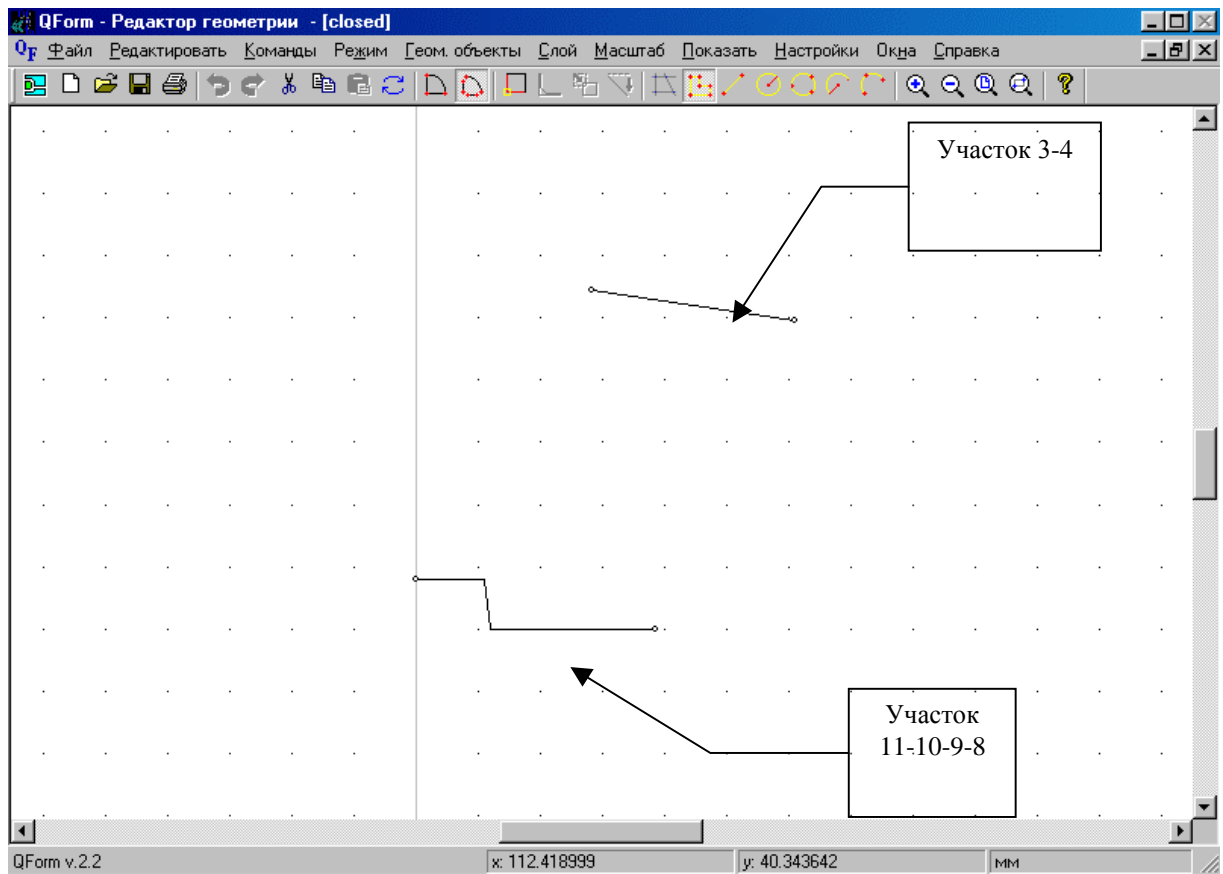 QForm - Редактор геометрии - [closed]
QF Файл Редактировать Команды Режим Геом. объекты Слой Масштаб Показать Настройки Окна Справка
Участок 3-4
Участок
11-10-9-8
QForm v.2.2 x: 112.418999 y: 40.343642 мм